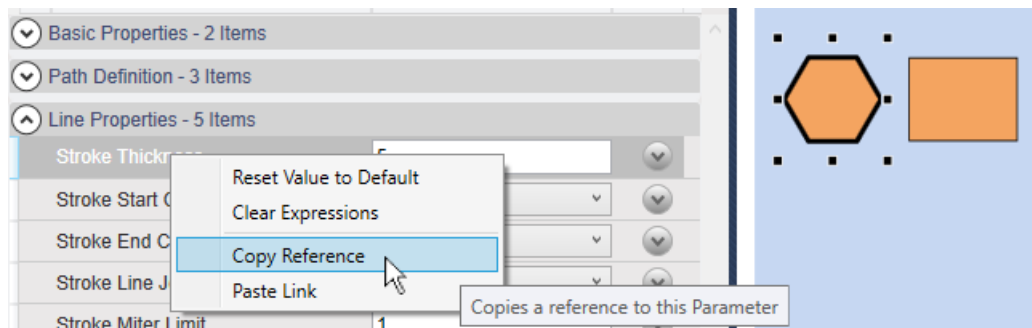 Basic Properties - 2 Items
Path Definition - 3 Items
Line Properties - 5 Items
Stroke
Reset Value to Default
Stroke Start
Clear Expressions
Stroke End
Copy Reference
Stroke Line
Paste Link
Copies a reference to this Parameter
Stroke Miter Limit
1